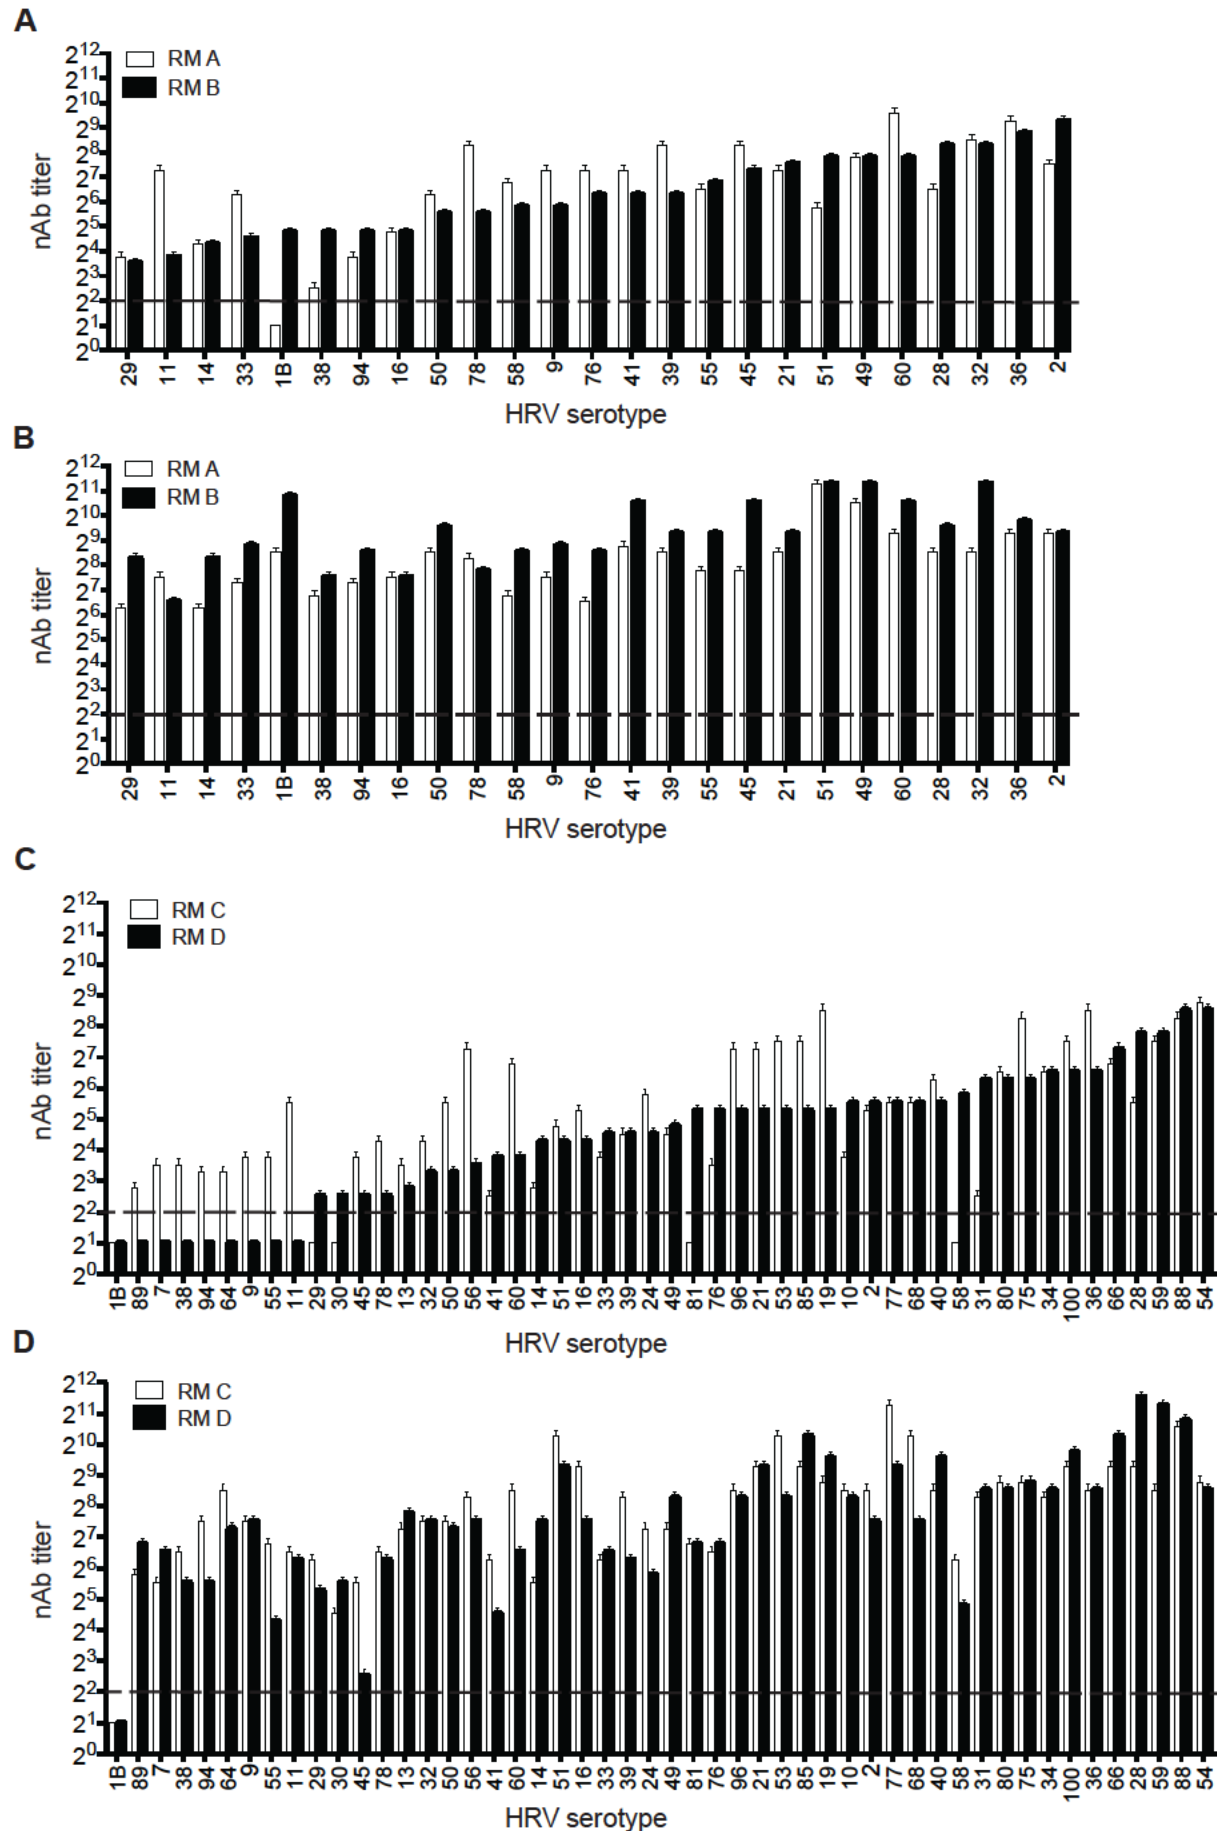 A
2^12
2^11
2^10
2^9
2^8
2^7
2^6
2^5
2^4
2^3
2^2
2^1
2^0
nAb titer
RM A
RM B
29 11 14 33 1B 38 94 16 50 78 58 9 76 41 39 55 45 21 51 49 60 28 32 36 2
HRV serotype
B
2^12
2^11
2^10
2^9
2^8
2^7
2^6
2^5
2^4
2^3
2^2
2^1
2^0
nAb titer
RM A
RM B
29 11 14 33 1B 38 94 16 50 78 58 9 76 41 39 55 45 21 51 49 60 28 32 36 2
HRV serotype
C
2^12
2^11
2^10
2^9
2^8
2^7
2^6
2^5
2^4
2^3
2^2
2^1
2^0
nAb titer
RM C
RM D
1B 89 7 38 94 64 9 55 11 29 30 45 78 13 32 50 56 41 60 14 51 16 33 39 24 49 81 76 96 21 53 85 19 10 2 77 68 40 58 31 80 75 34 100 36 66 28 59 88 54
HRV serotype
D
2^12
2^11
2^10
2^9
2^8
2^7
2^6
2^5
2^4
2^3
2^2
2^1
2^0
nAb titer
RM C
RM D
1B 89 7 38 94 64 9 55 11 29 30 45 78 13 32 50 56 41 60 14 51 16 33 39 24 49 81 76 96 21 53 85 19 10 2 77 68 40 58 31 80 75 34 100 36 66 28 59 88 54
HRV serotype